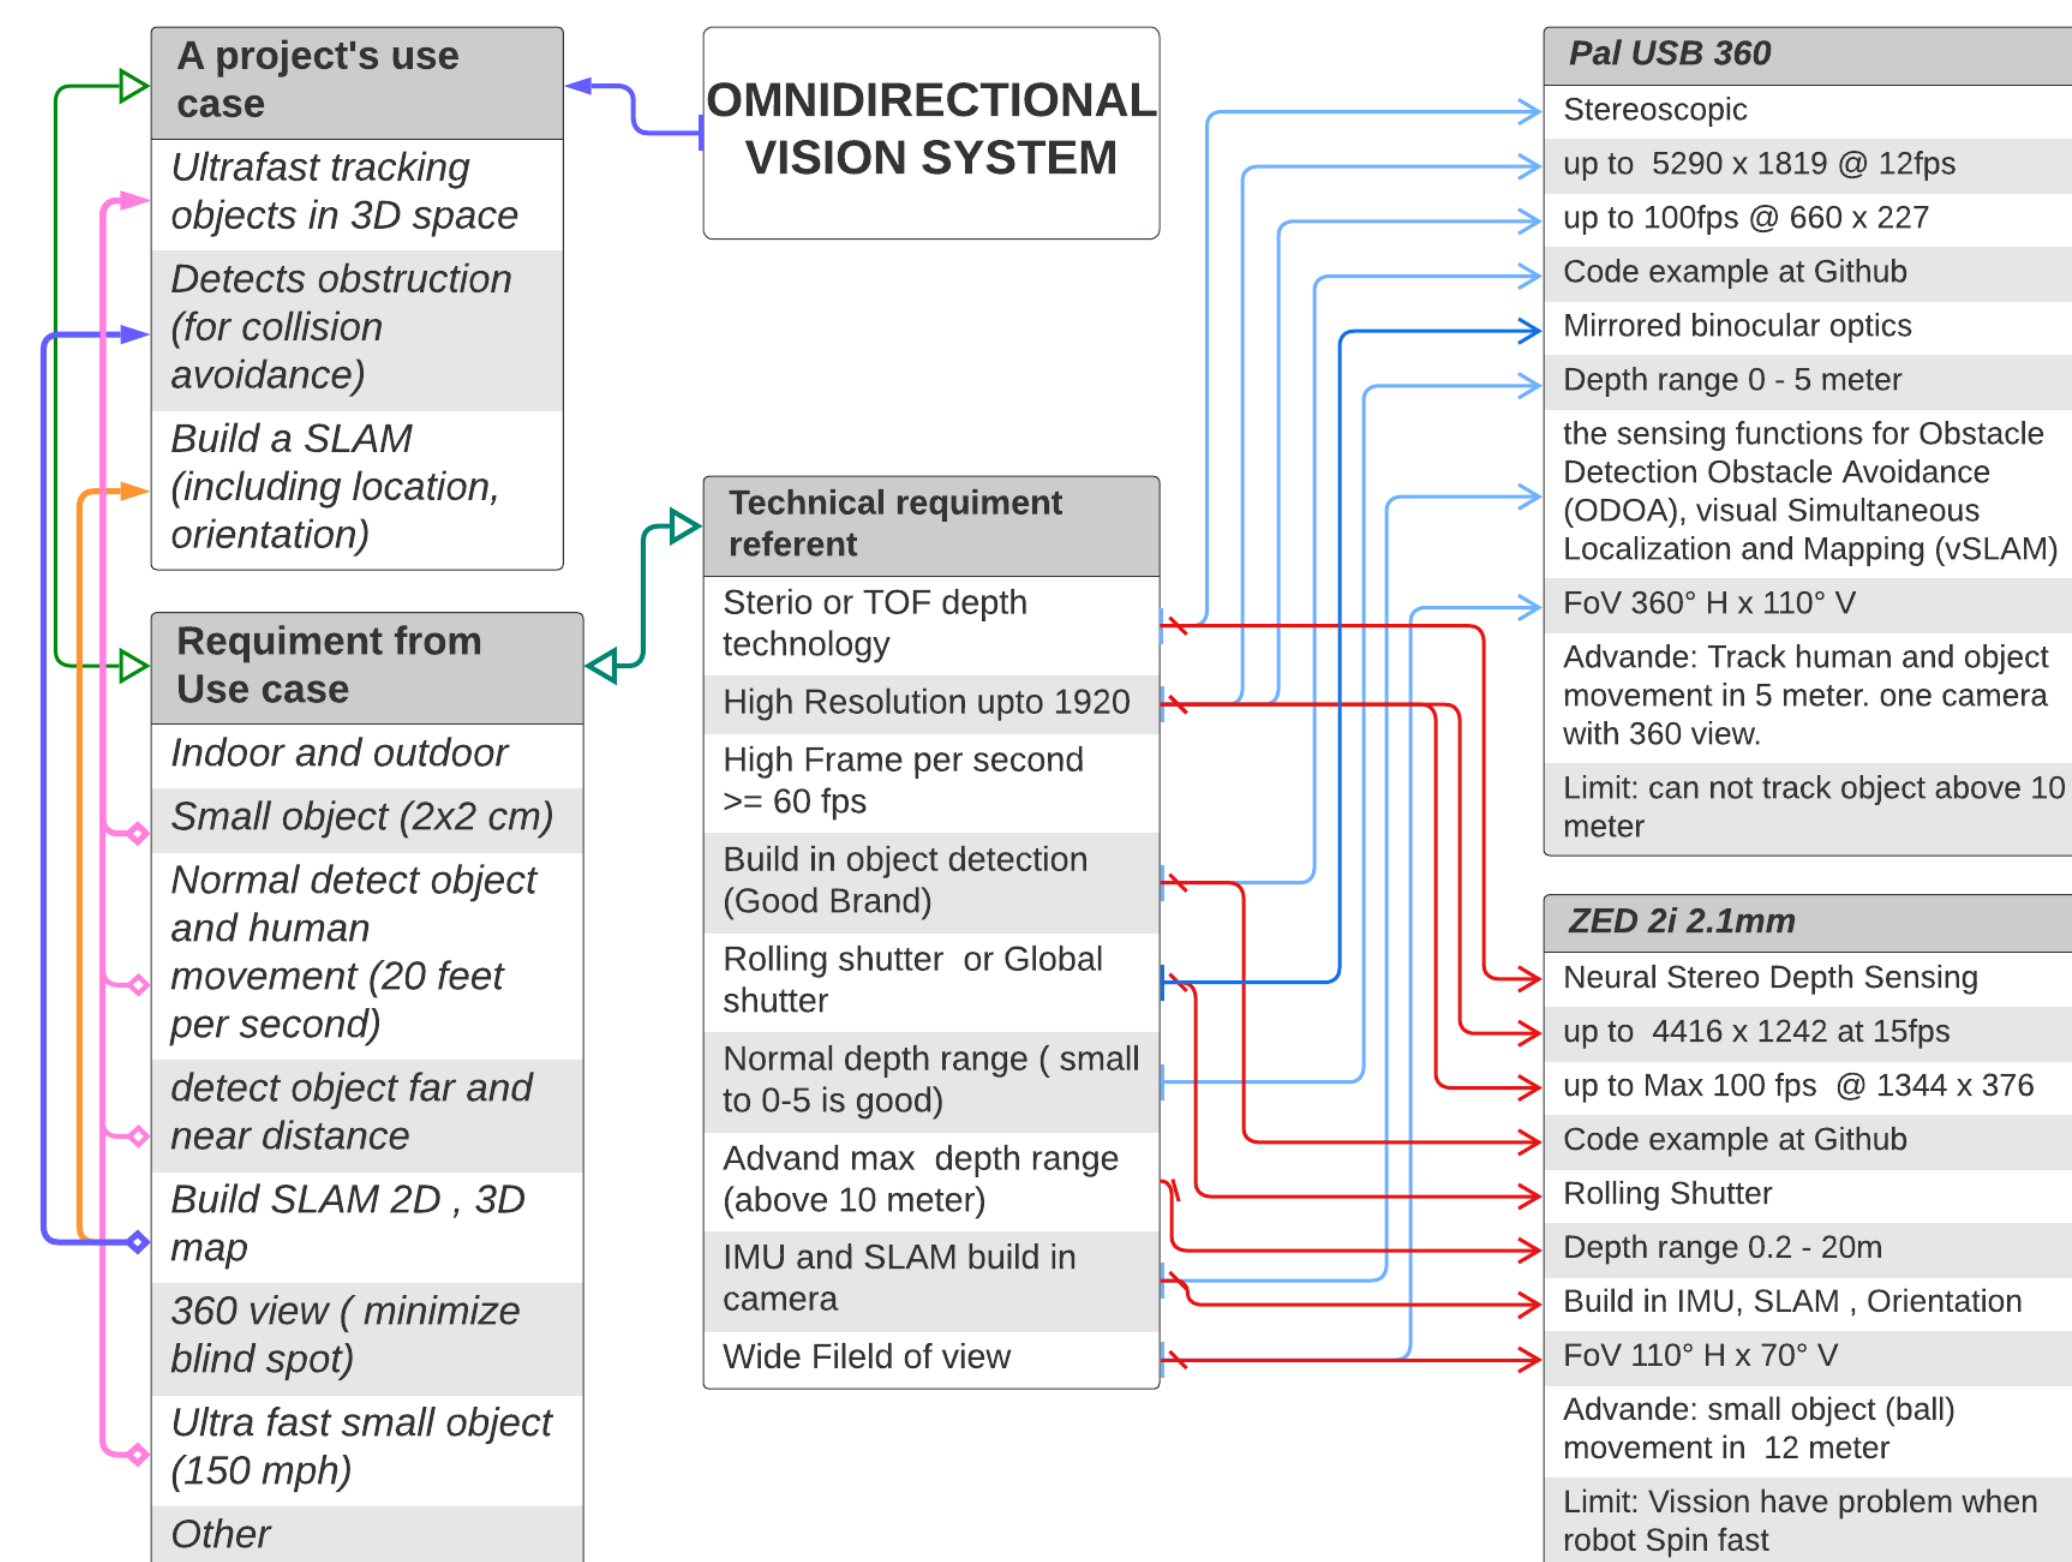 A project's use
case
Ultrafast tracking
objects in 3D space
Detects obstruction
(for collision
avoidance)
Build a SLAM
(including location,
orientation)
Requiment from
Use case
Indoor and outdoor
Small object (2x2 cm)
Normal detect object
and human
movement (20 feet
per second)
detect object far and
near distance
Build SLAM 2D , 3D
map
360 view ( minimize
blind spot)
Ultra fast small object
(150 mph)
Other
OMNIDIRECTIONAL
VISION SYSTEM
Technical requiment
referent
Sterio or TOF depth
technology
High Resolution upto 1920
High Frame per second
>= 60 fps
Build in object detection
(Good Brand)
Rolling shutter  or Global
shutter
Normal depth range ( small
to 0-5 is good)
Advand max  depth range
(above 10 meter)
IMU and SLAM build in
camera
Wide Fileld of view
Pal USB 360
Stereoscopic
up to  5290 x 1819 @ 12fps
up to 100fps @ 660 x 227
Code example at Github
Mirrored binocular optics
Depth range 0 - 5 meter
the sensing functions for Obstacle
Detection Obstacle Avoidance
(ODOA), visual Simultaneous
Localization and Mapping (vSLAM)
FoV 360° H x 110° V
Advande: Track human and object
movement in 5 meter. one camera
with 360 view.
Limit: can not track object above 10
meter
ZED 2i 2.1mm
Neural Stereo Depth Sensing
up to  4416 x 1242 at 15fps
up to Max 100 fps  @ 1344 x 376
Code example at Github
Rolling Shutter
Depth range 0.2 - 20m
Build in IMU, SLAM , Orientation
FoV 110° H x 70° V
Advande: small object (ball)
movement in  12 meter
Limit: Vission have problem when
robot Spin fast